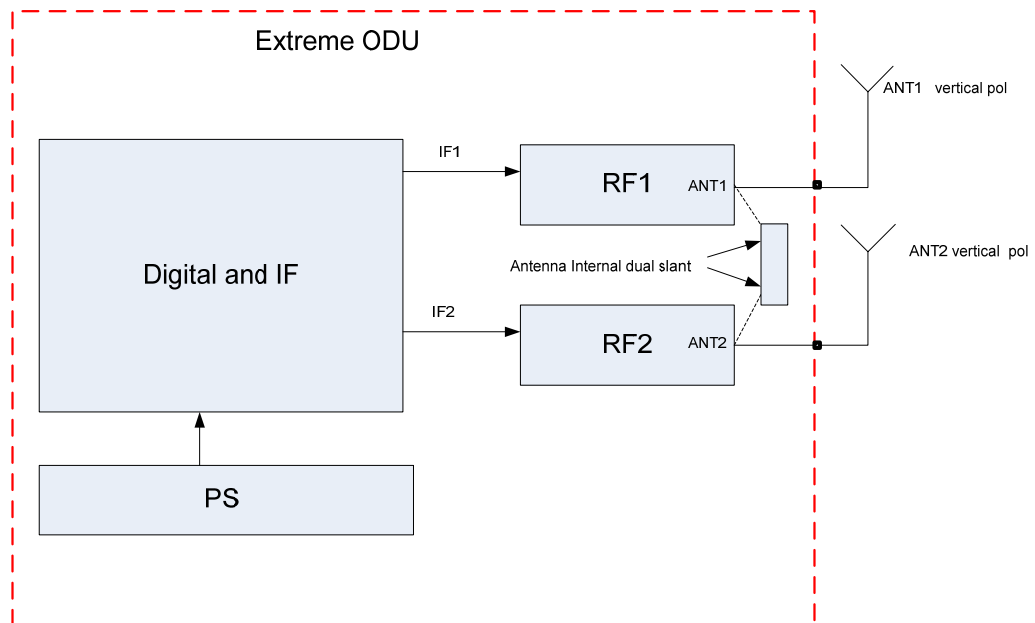 Extreme ODU
ANT1 vertical pol
IF1
RF1
ANT1
ANT2 vertical pol
Digital and IF
Antenna Internal dual slant
IF2
RF2
ANT2
PS